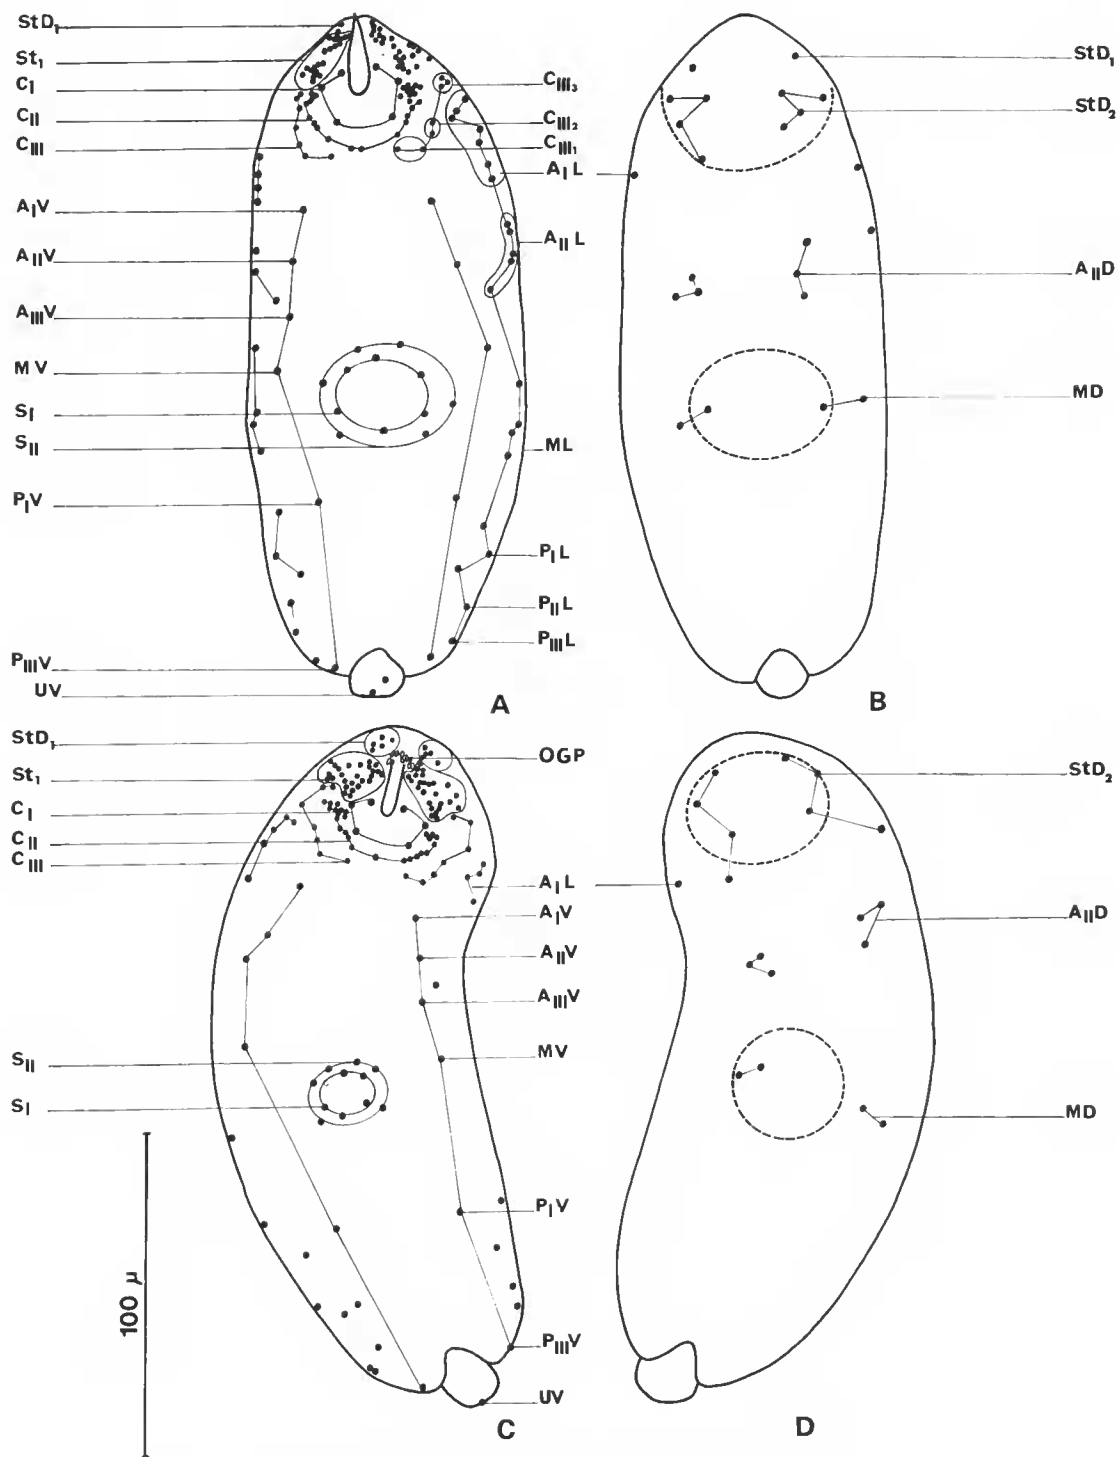 StD₁
St₁
CI
CII
CIII
AIV
AIIV
AIIIV
MV
SI
SII
PIV
PIIIV
UV
CIII₃
CIII₂
CIII₁
AIL
AIIL
ML
PIL
PIIL
PIIIL
A
StD₁
StD₂
AIID
MD
B
StD₁
St₁
CI
CII
CIII
SII
SI
100 µ
OGP
AIL
AIV
AIIV
AIIIV
MV
PIV
PIIIV
UV
C
StD₂
AIID
MD
D